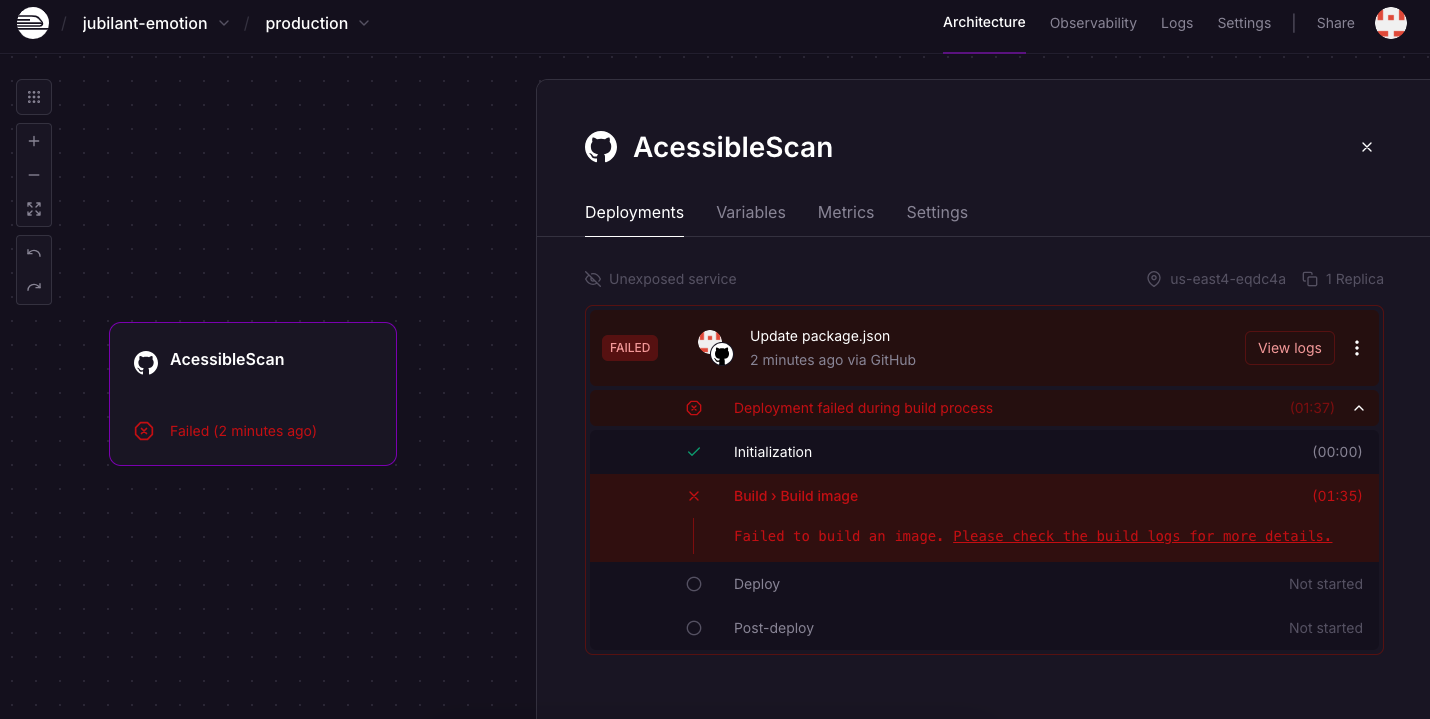 / jubilant-emotion / production
Architecture Observability Logs Settings | Share
AcessibleScan
Deployments Variables Metrics Settings
Unexposed service
us-east4-eqdc4a 1 Replica
FAILED
Update package.json
2 minutes ago via GitHub
View logs
Deployment failed during build process (01:37)
Initialization (00:00)
Build › Build image (01:35)
Failed to build an image. Please check the build logs for more details.
Deploy Not started
Post-deploy Not started
AcessibleScan
Failed (2 minutes ago)